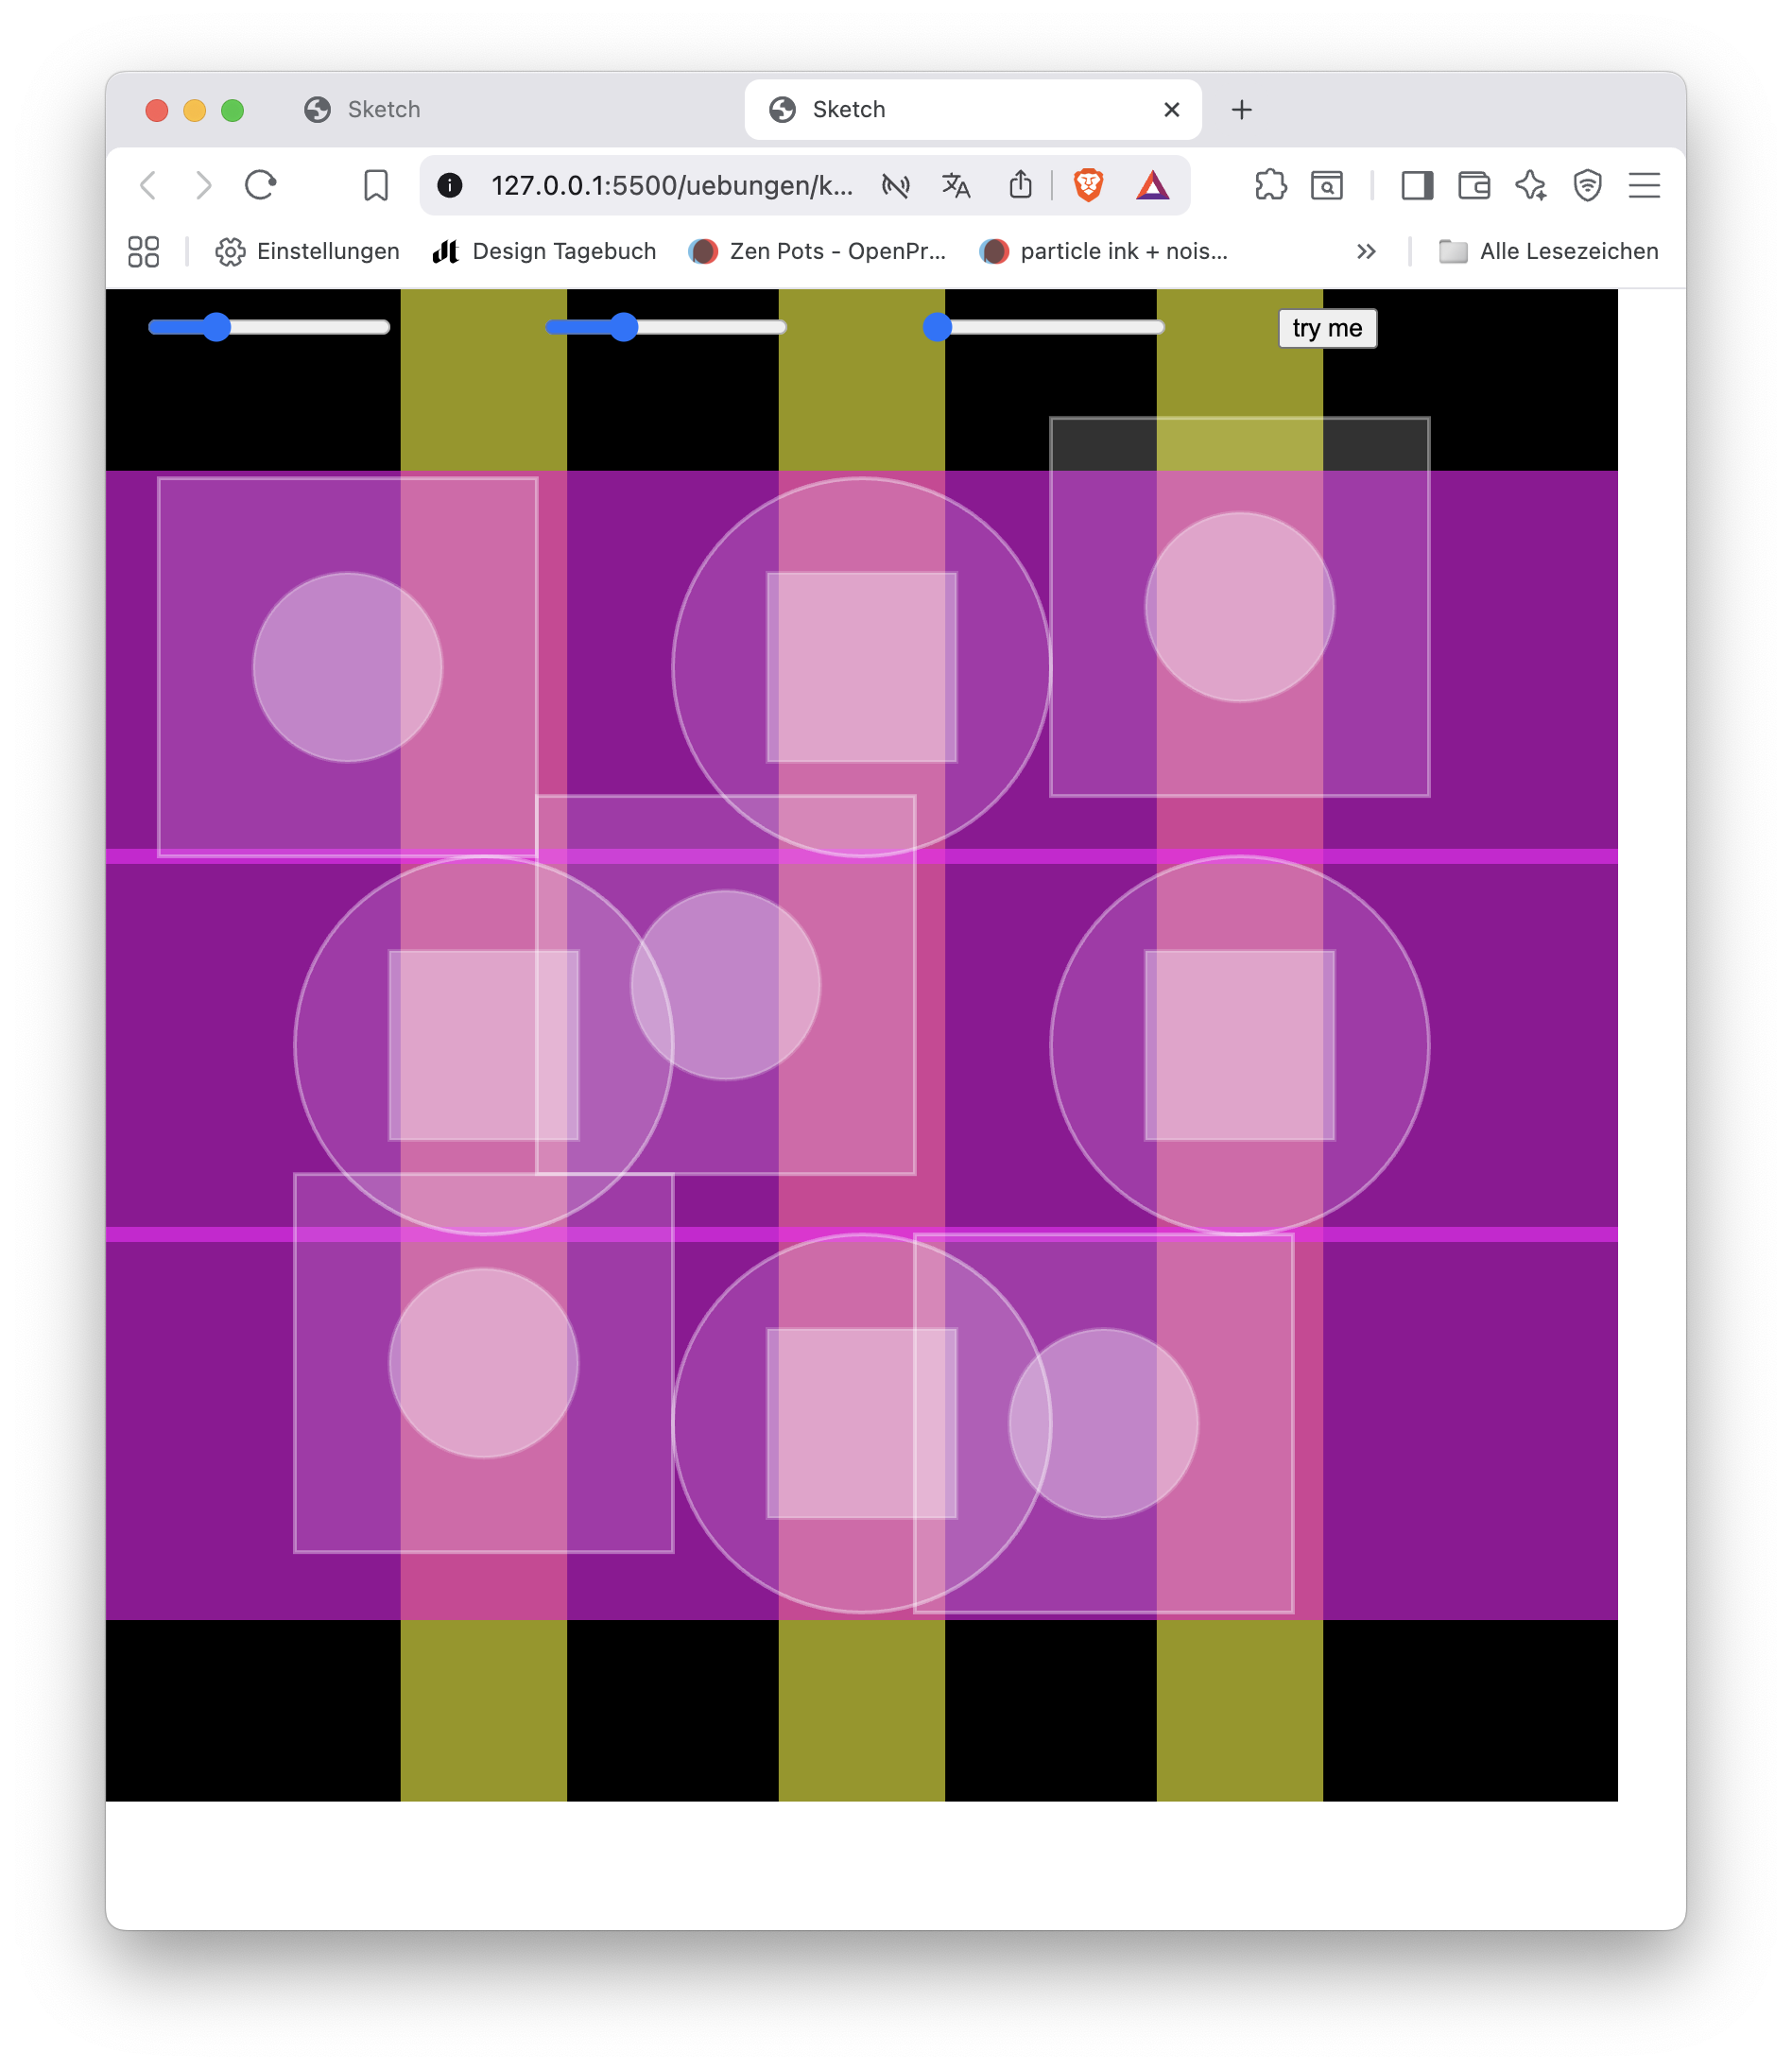 Sketch
Sketch
127.0.0.1:5500/uebungen/k...
Einstellungen
Design Tagebuch
Zen Pots - OpenPr...
particle ink + nois...
Alle Lesezeichen
try me